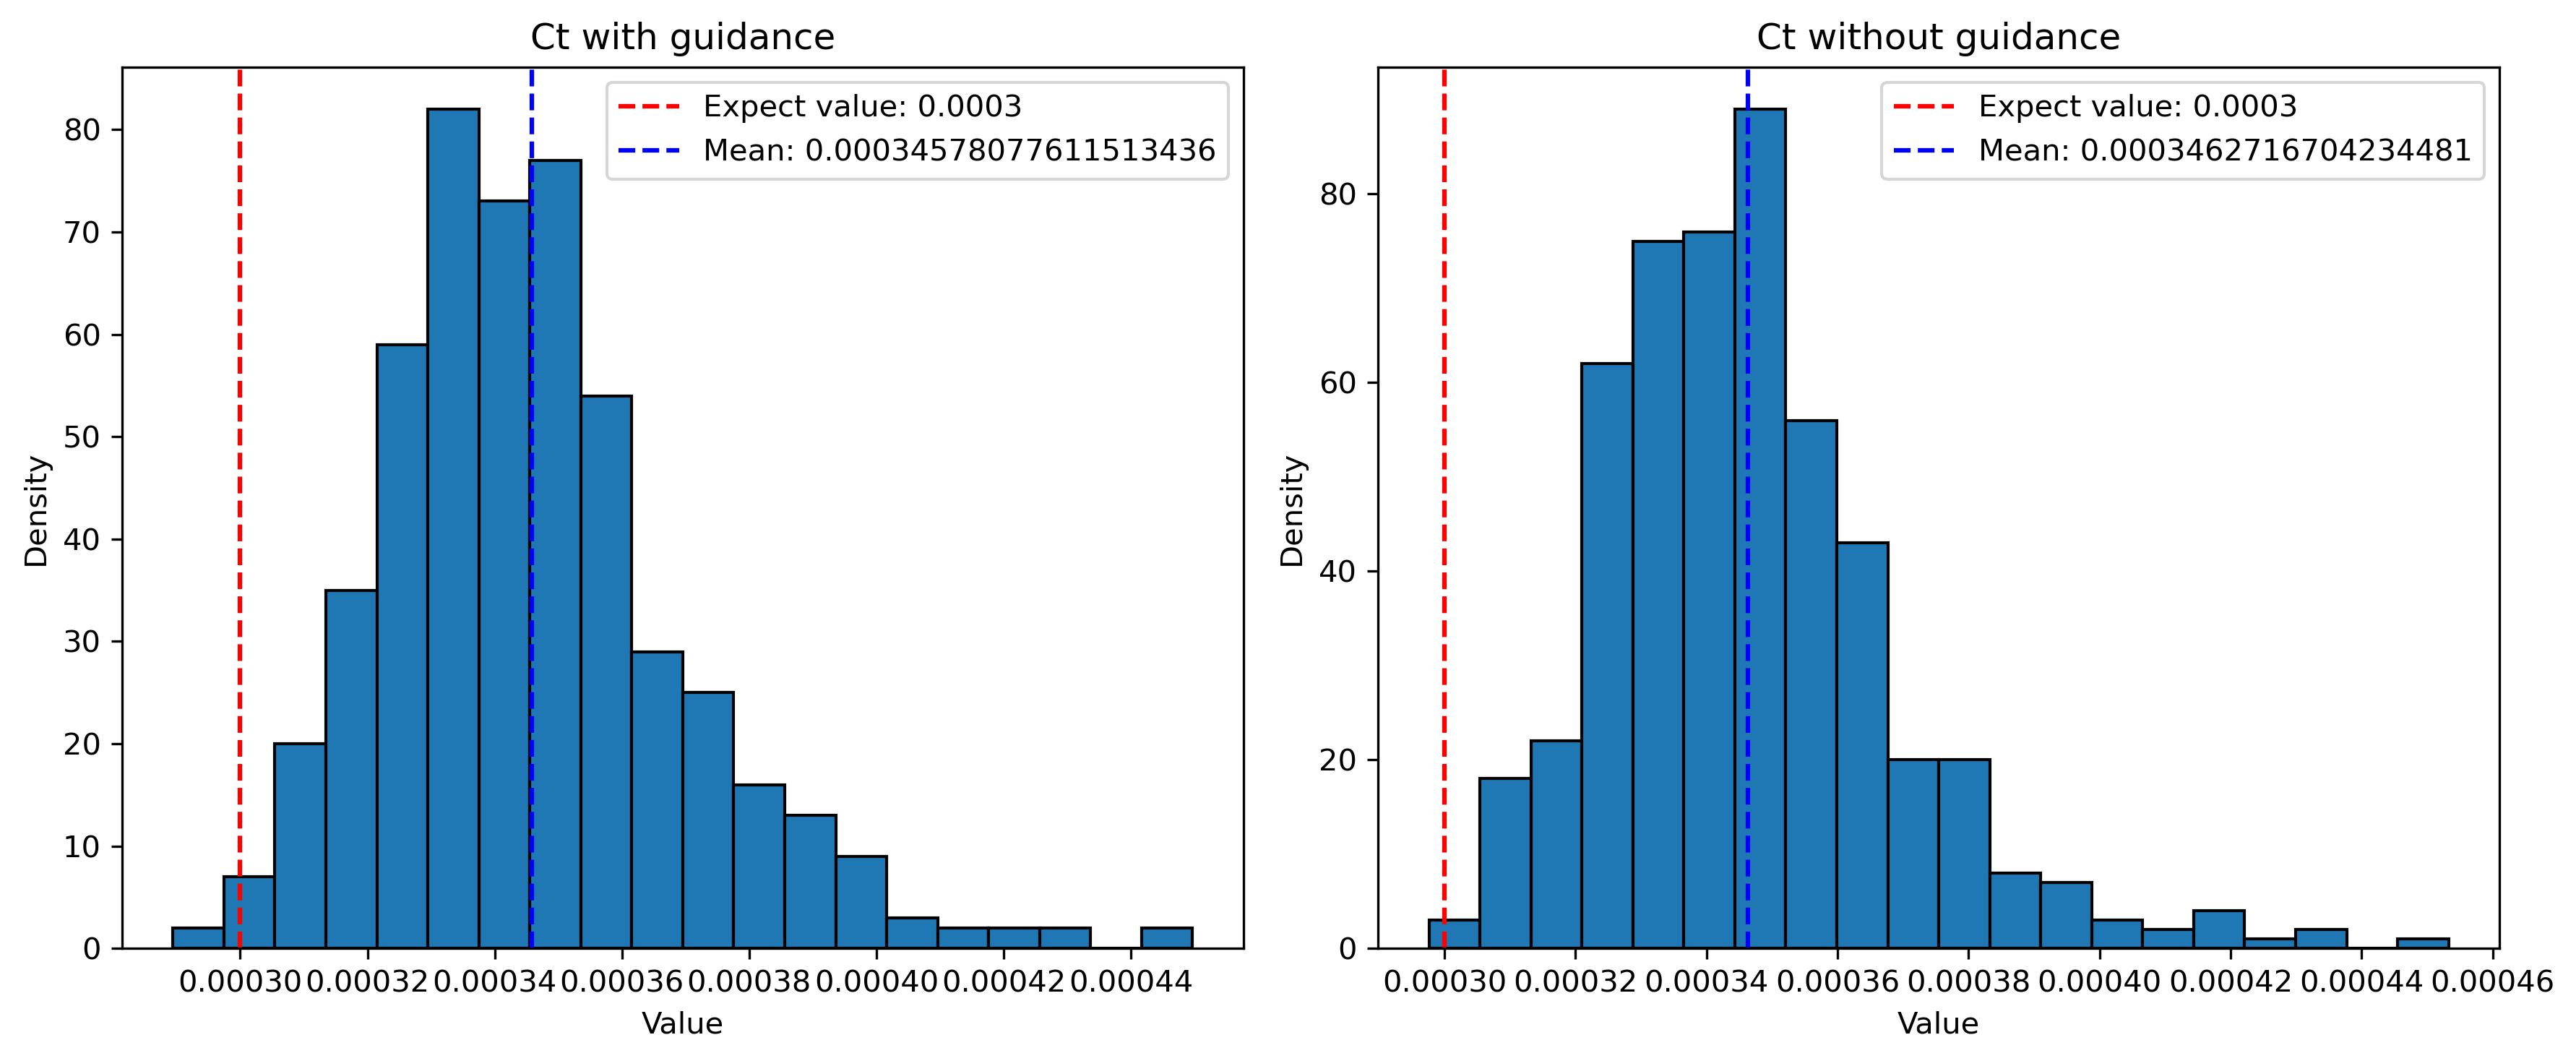 Ct with guidance
Expect value: 0.0003
Mean: 0.00034578077611513436
Density
80
70
60
50
40
30
20
10
0
0.00030 0.00032 0.00034 0.00036 0.00038 0.00040 0.00042 0.00044
Value
Ct without guidance
Expect value: 0.0003
Mean: 0.0003462716704234481
Density
80
60
40
20
0
0.00030 0.00032 0.00034 0.00036 0.00038 0.00040 0.00042 0.00044 0.00046
Value